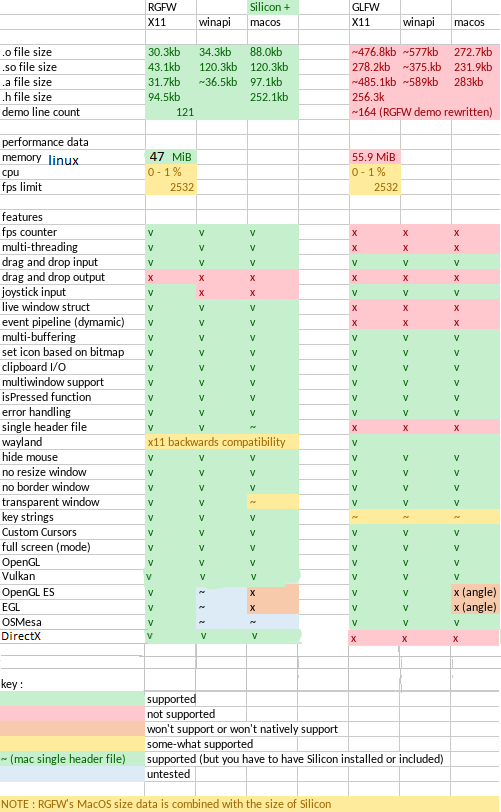 RGFW Silicon + GLFW
X11 winapi macos X11 winapi macos
.o file size 30.3kb 34.3kb 88.0kb ~476.8kb ~577kb 272.7kb
.so file size 43.1kb 120.3kb 120.3kb 278.2kb ~375.kb 231.9kb
.a file size 31.7kb ~36.5kb 97.1kb ~485.1kb ~589kb 283kb
.h file size 94.5kb 252.1kb 256.3k
demo line count 121 ~164 (RGFW demo rewritten)
performance data
memory linux 47 MiB 55.9 MiB
cpu 0 - 1 % 0 - 1 %
fps limit 2532 2532
features
fps counter v v v x x x
multi-threading v v v x x x
drag and drop input v v v v v v
drag and drop output x x x x x x
joystick input v x x v v v
live window struct v v v x x x
event pipeline (dymamic) v v v x x x
multi-buffering v v v v v v
set icon based on bitmap v v v v v v
clipboard I/O v v v v v v
multiwindow support v v v v v v
isPressed function v v v v v v
error handling v v v v v v
single header file v v ~ x x x
wayland x11 backwards compatibility v
hide mouse v v v v v v
no resize window v v v v v v
no border window v v v v v v
transparent window v v ~ v v v
key strings v v v ~ ~ ~
Custom Cursors v v v v v v
full screen (mode) v v v v v v
OpenGL v v v v v v
Vulkan v v v v v v
OpenGL ES v ~ x v v x (angle)
EGL v ~ x v v x (angle)
OSMesa v ~ ~ v v v
DirectX v v v x x x
key :
supported
not supported
won't support or won't natively support
some-what supported
~ (mac single header file) supported (but you have to have Silicon installed or included)
untested
NOTE : RGFW's MacOS size data is combined with the size of Silicon